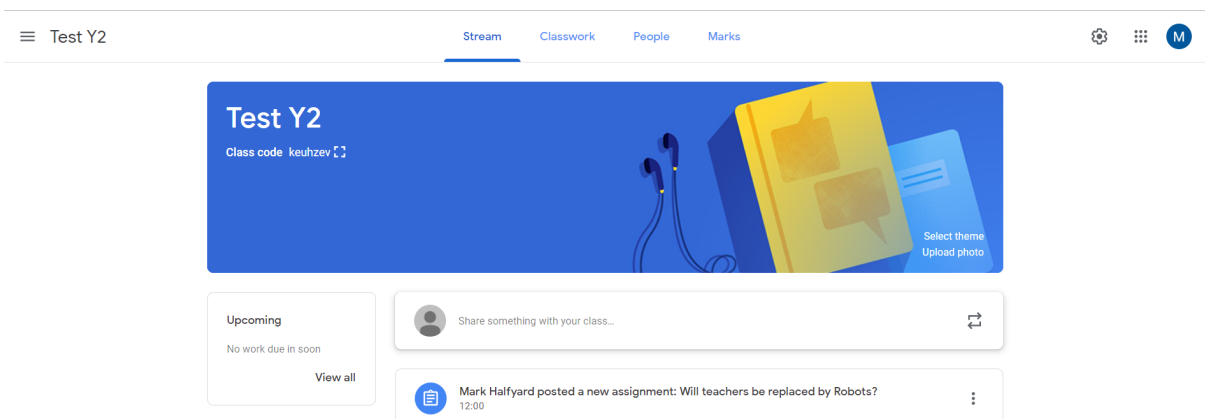 Test Y2
Stream Classwork People Marks
M
Test Y2
Class code keuhzev
Select theme
Upload photo
Upcoming
No work due in soon
View all
Share something with your class...
Mark Halfyard posted a new assignment: Will teachers be replaced by Robots?
12:00